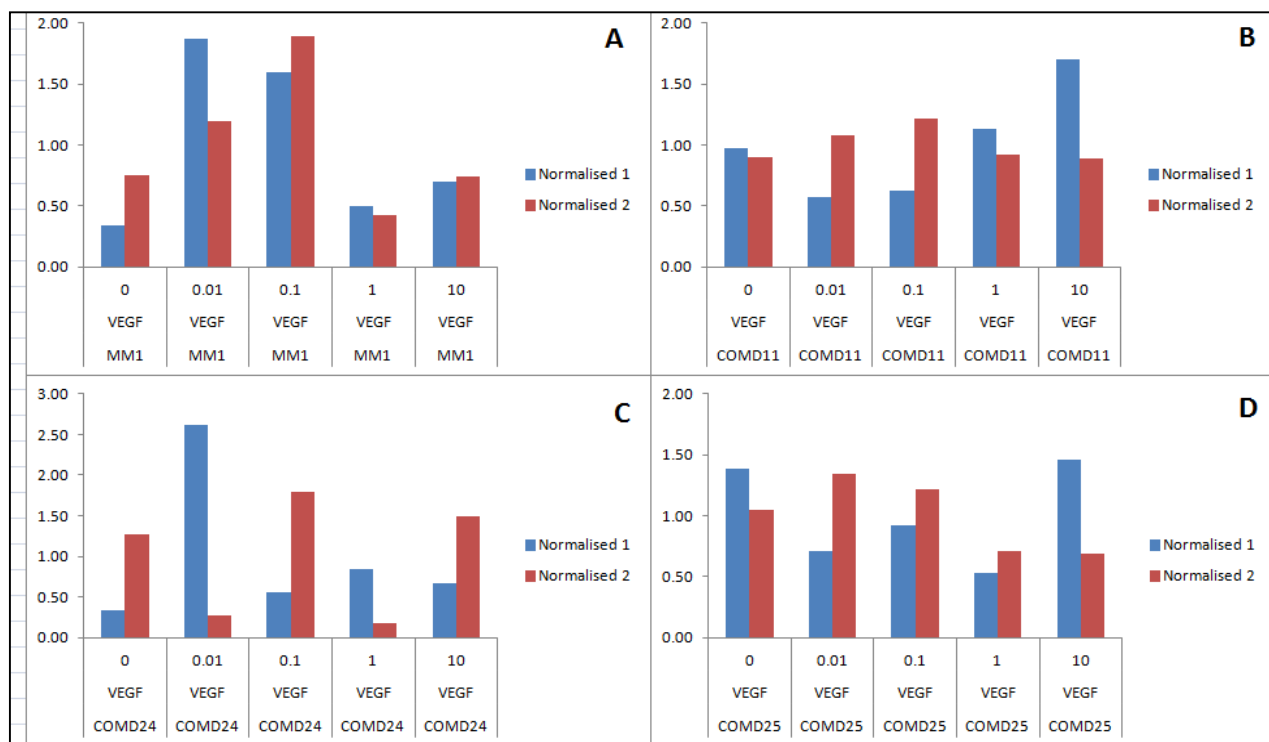 A
2.00
1.50
1.00
0.50
0.00
Normalised 1
Normalised 2
0 0.01 0.1 1 10
VEGF VEGF VEGF VEGF VEGF
MM1 MM1 MM1 MM1 MM1
B
2.00
1.50
1.00
0.50
0.00
Normalised 1
Normalised 2
0 0.01 0.1 1 10
VEGF VEGF VEGF VEGF VEGF
COMD11 COMD11 COMD11 COMD11 COMD11
C
3.00
2.50
2.00
1.50
1.00
0.50
0.00
Normalised 1
Normalised 2
0 0.01 0.1 1 10
VEGF VEGF VEGF VEGF VEGF
COMD24 COMD24 COMD24 COMD24 COMD24
D
2.00
1.50
1.00
0.50
0.00
Normalised 1
Normalised 2
0 0.01 0.1 1 10
VEGF VEGF VEGF VEGF VEGF
COMD25 COMD25 COMD25 COMD25 COMD25